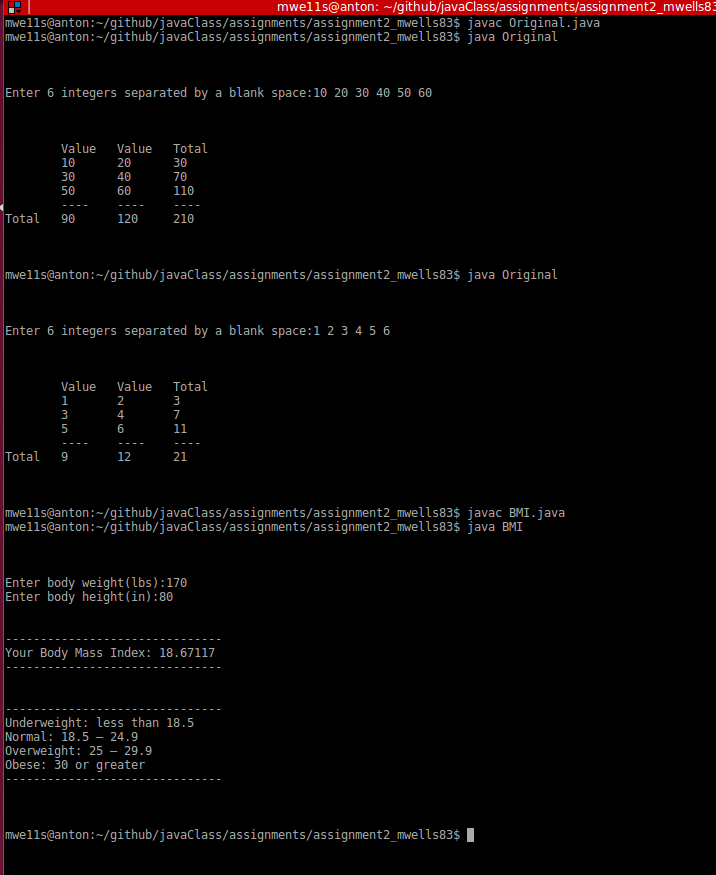 mwe11s@anton: ~/github/javaClass/assignments/assignment2_mwells83
mwe11s@anton:~/github/javaClass/assignments/assignment2_mwells83$ javac Original.java
mwe11s@anton:~/github/javaClass/assignments/assignment2_mwells83$ java Original
Enter 6 integers separated by a blank space:10 20 30 40 50 60
Value Value Total
10 20 30
30 40 70
50 60 110
---- ---- ----
Total 90 120 210
mwe11s@anton:~/github/javaClass/assignments/assignment2_mwells83$ java Original
Enter 6 integers separated by a blank space:1 2 3 4 5 6
Value Value Total
1 2 3
3 4 7
5 6 11
---- ---- ----
Total 9 12 21
mwe11s@anton:~/github/javaClass/assignments/assignment2_mwells83$ javac BMI.java
mwe11s@anton:~/github/javaClass/assignments/assignment2_mwells83$ java BMI
Enter body weight(lbs):170
Enter body height(in):80
-------------------------------
Your Body Mass Index: 18.67117
-------------------------------
-------------------------------
Underweight: less than 18.5
Normal: 18.5 – 24.9
Overweight: 25 – 29.9
Obese: 30 or greater
-------------------------------
mwe11s@anton:~/github/javaClass/assignments/assignment2_mwells83$